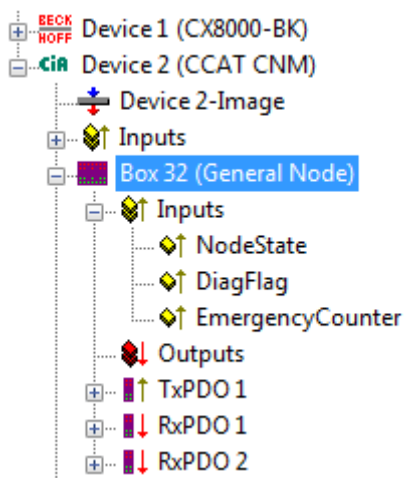 BECK
HOFF Device 1 (CX8000-BK)
CiA Device 2 (CCAT CNM)
Device 2-Image
Inputs
Box 32 (General Node)
Inputs
NodeState
DiagFlag
EmergencyCounter
Outputs
TxPDO 1
RxPDO 1
RxPDO 2